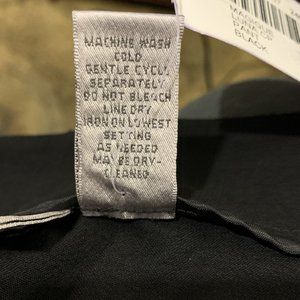 MACHINE WASH
COLD
GENTLE CYCLE
SEPARATELY
DO NOT BLEACH
LINE DRY
IRON ON LOWEST
SETTING
AS NEEDED
MAY BE DRY-
CLEANED
BLACK